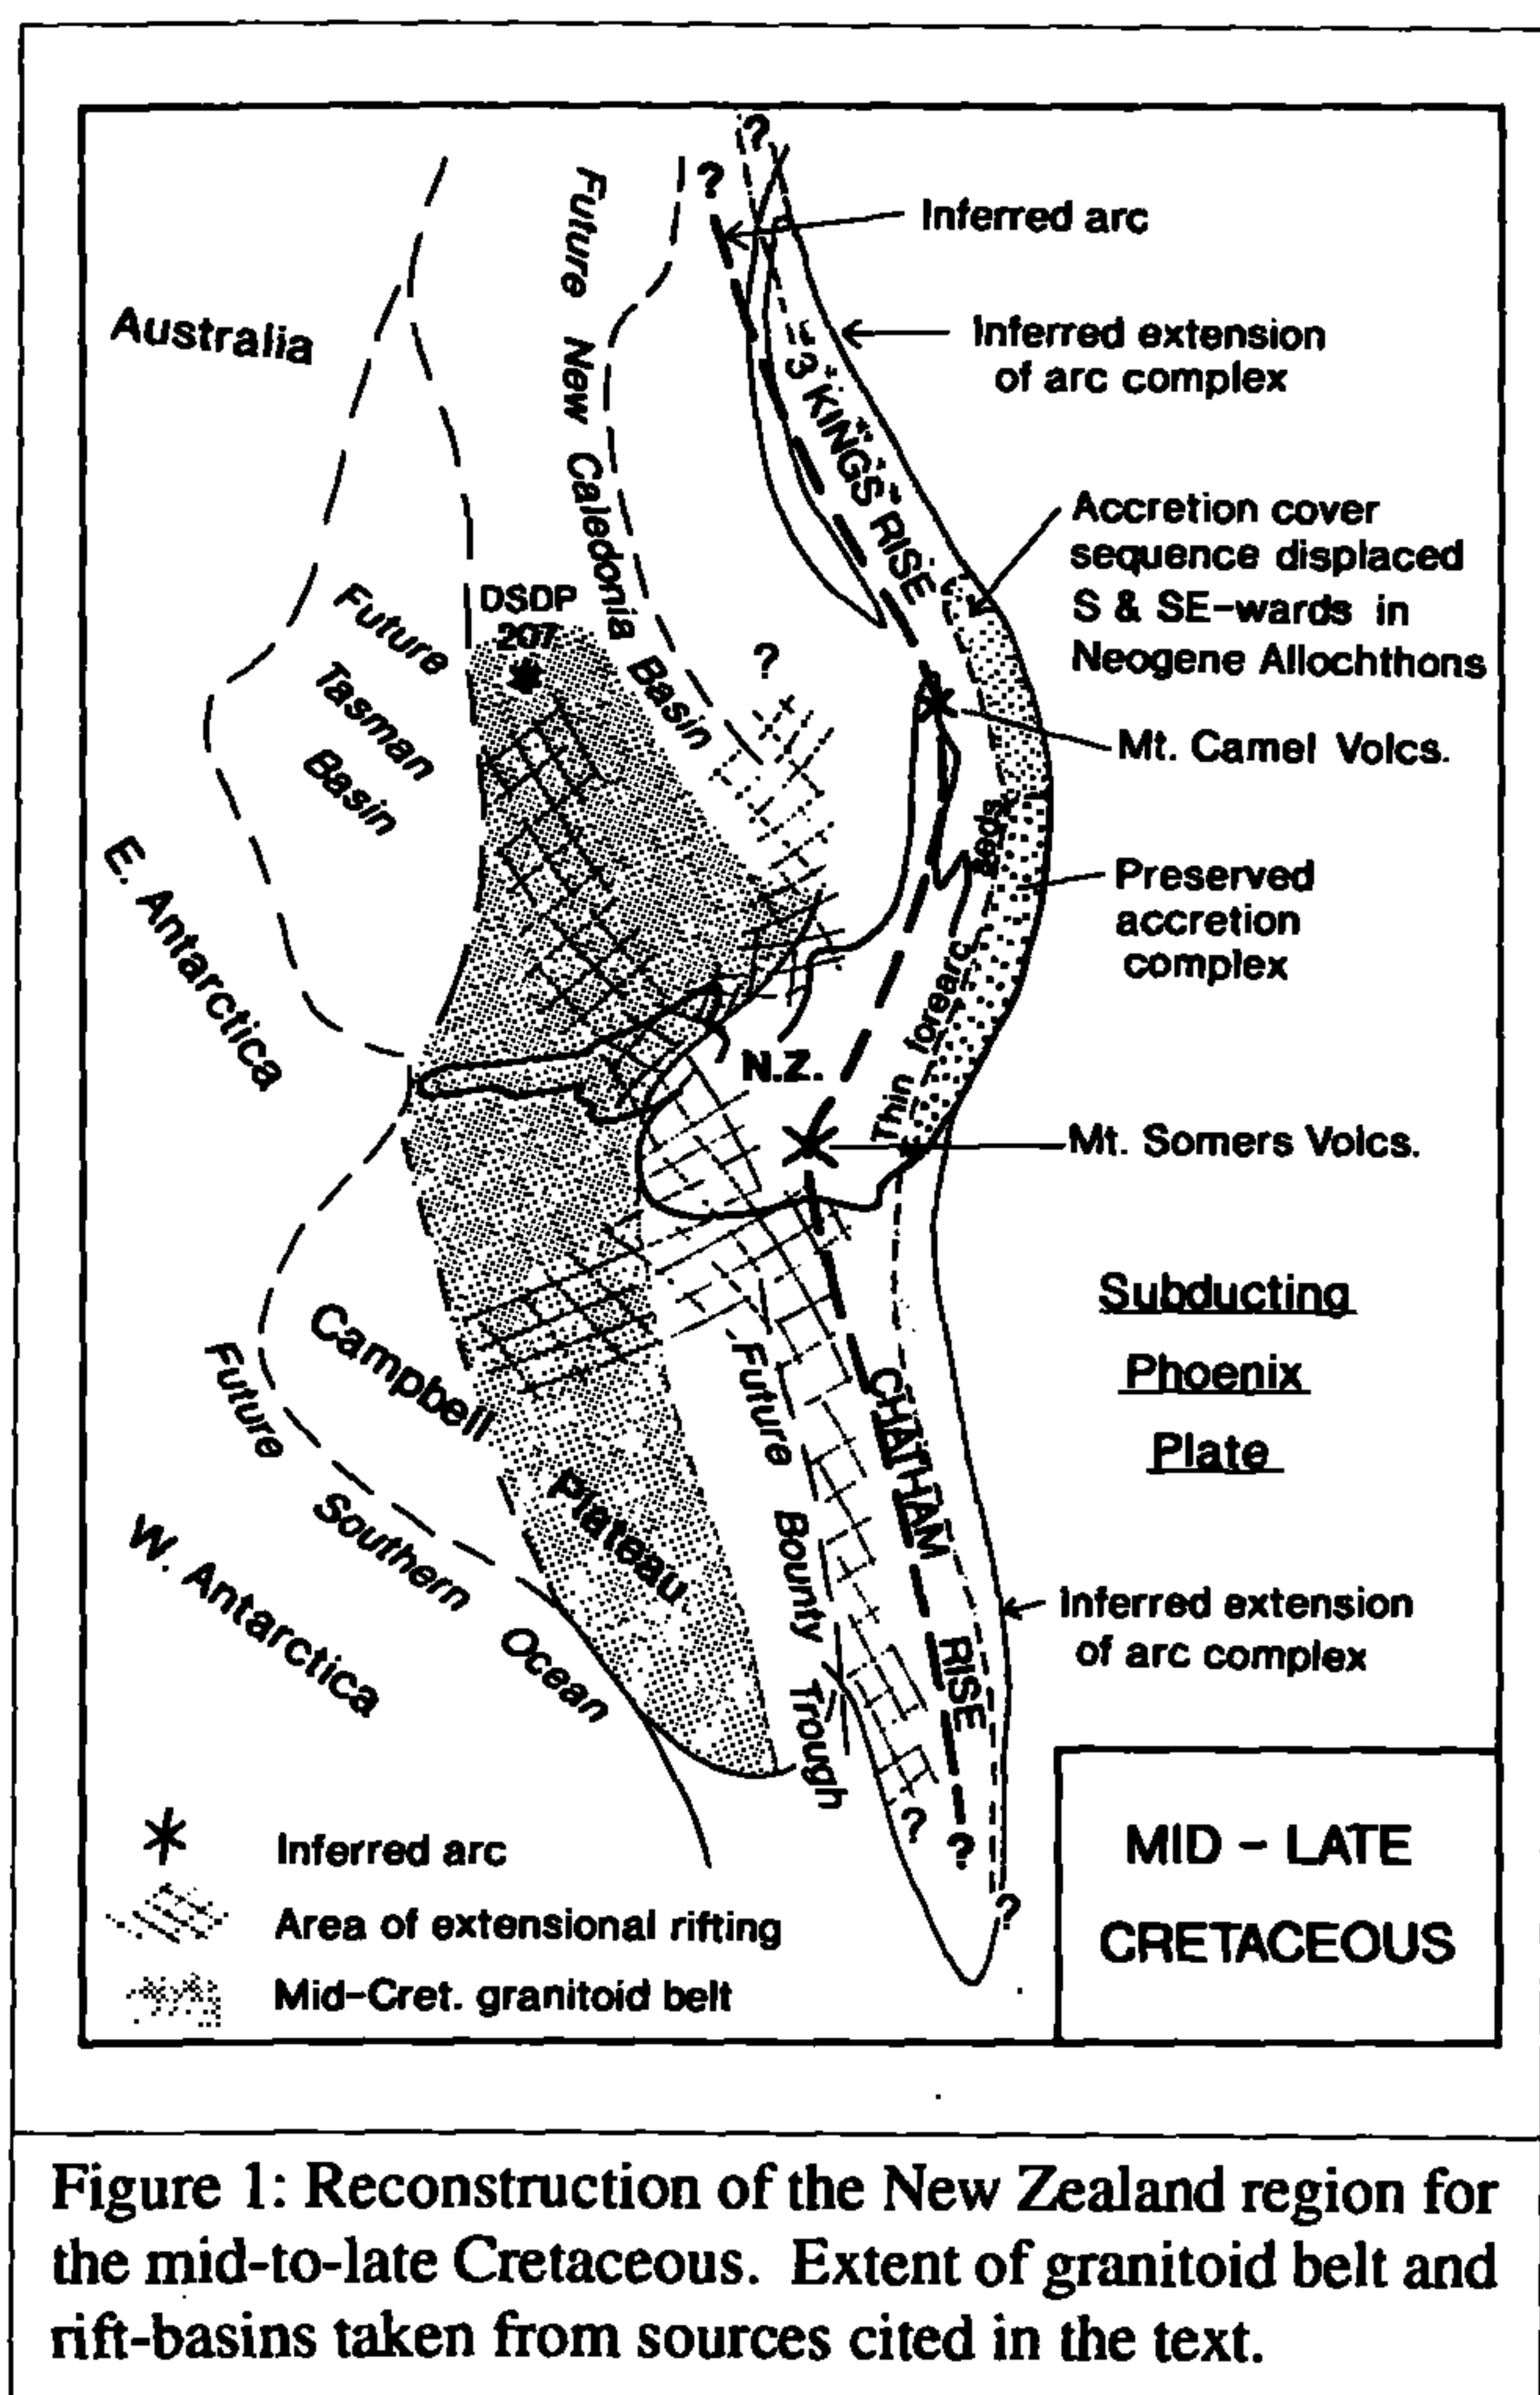 ?
?
Inferred arc
Australia
Future New Caledonia Basin
Inferred extension
of arc complex
3 KINGS RISE
Accretion cover
sequence displaced
S & SE-wards in
Neogene Allochthons
DSDP
207
Future
Tasman
Basin
?
Mt. Camel Volcs.
E. Antarctica
Preserved
accretion
complex
Thin forearc seds.
N.Z.
Mt. Somers Volcs.
Subducting
Phoenix
Plate
Campbell
Plateau
Future
Southern
Ocean
Future Bounty Trough
CHATHAM RISE
W. Antarctica
Inferred extension
of arc complex
?
?
?
Inferred arc
Area of extensional rifting
Mid-Cret. granitoid belt
MID - LATE
CRETACEOUS
Figure 1: Reconstruction of the New Zealand region for
the mid-to-late Cretaceous. Extent of granitoid belt and
rift-basins taken from sources cited in the text.